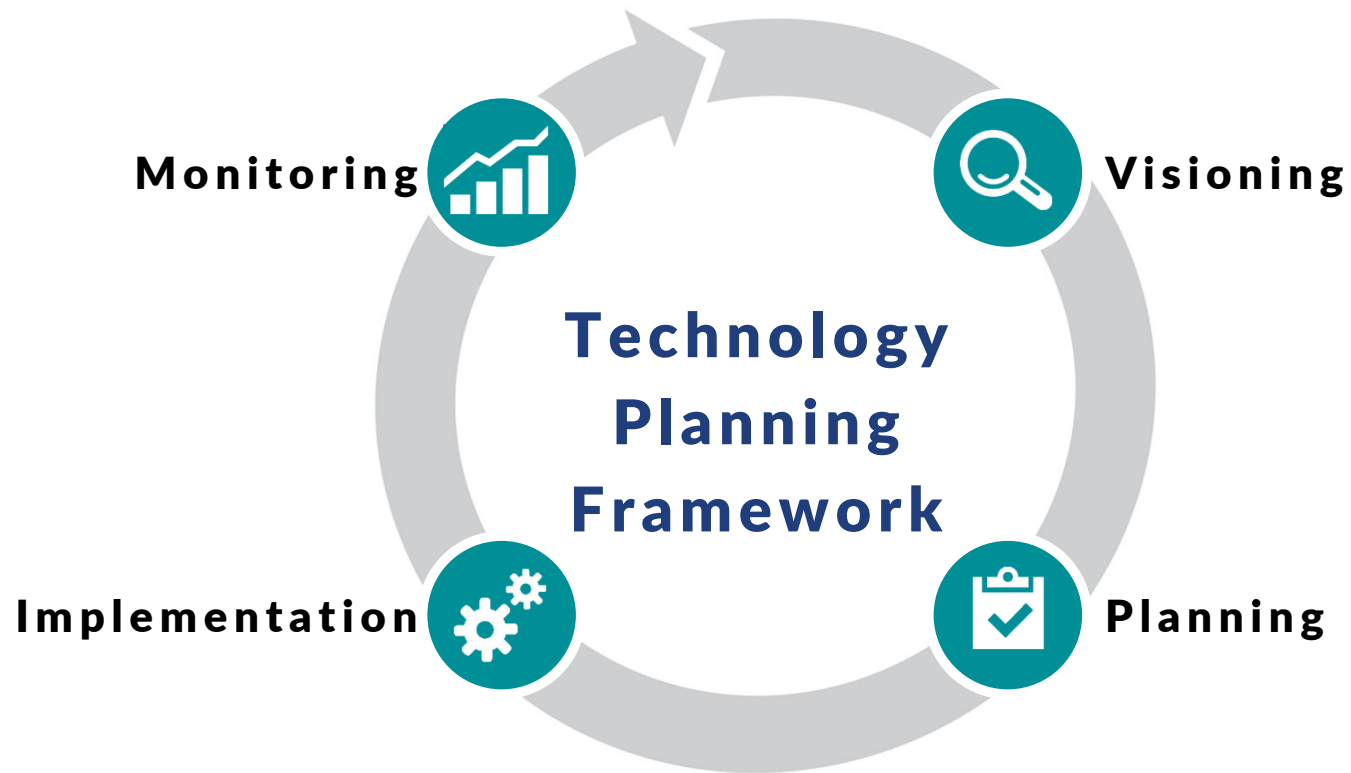 Monitoring
Visioning
Technology
Planning
Framework
Implementation
Planning